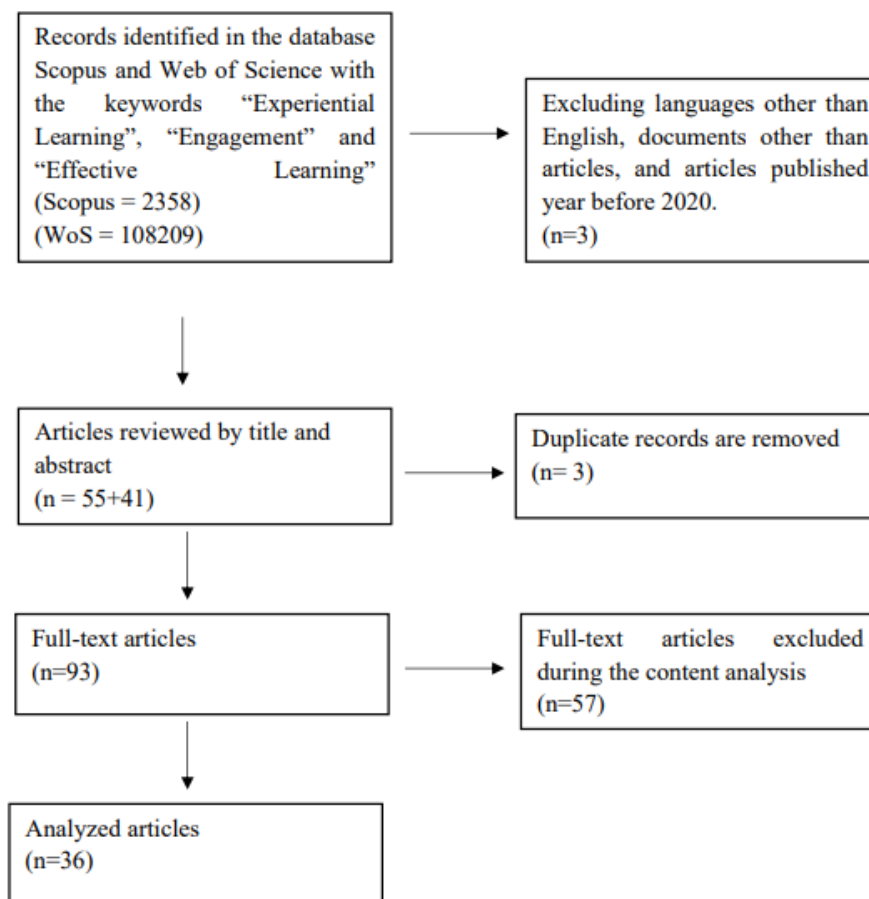 Records identified in the database
Scopus and Web of Science with
the keywords “Experiential
Learning”, “Engagement” and
“Effective Learning”
(Scopus = 2358)
(WoS = 108209)
Excluding languages other than
English, documents other than
articles, and articles published
year before 2020.
(n=3)
Articles reviewed by title and
abstract
(n = 55+41)
Duplicate records are removed
(n= 3)
Full-text articles
(n=93)
Full-text articles excluded
during the content analysis
(n=57)
Analyzed articles
(n=36)